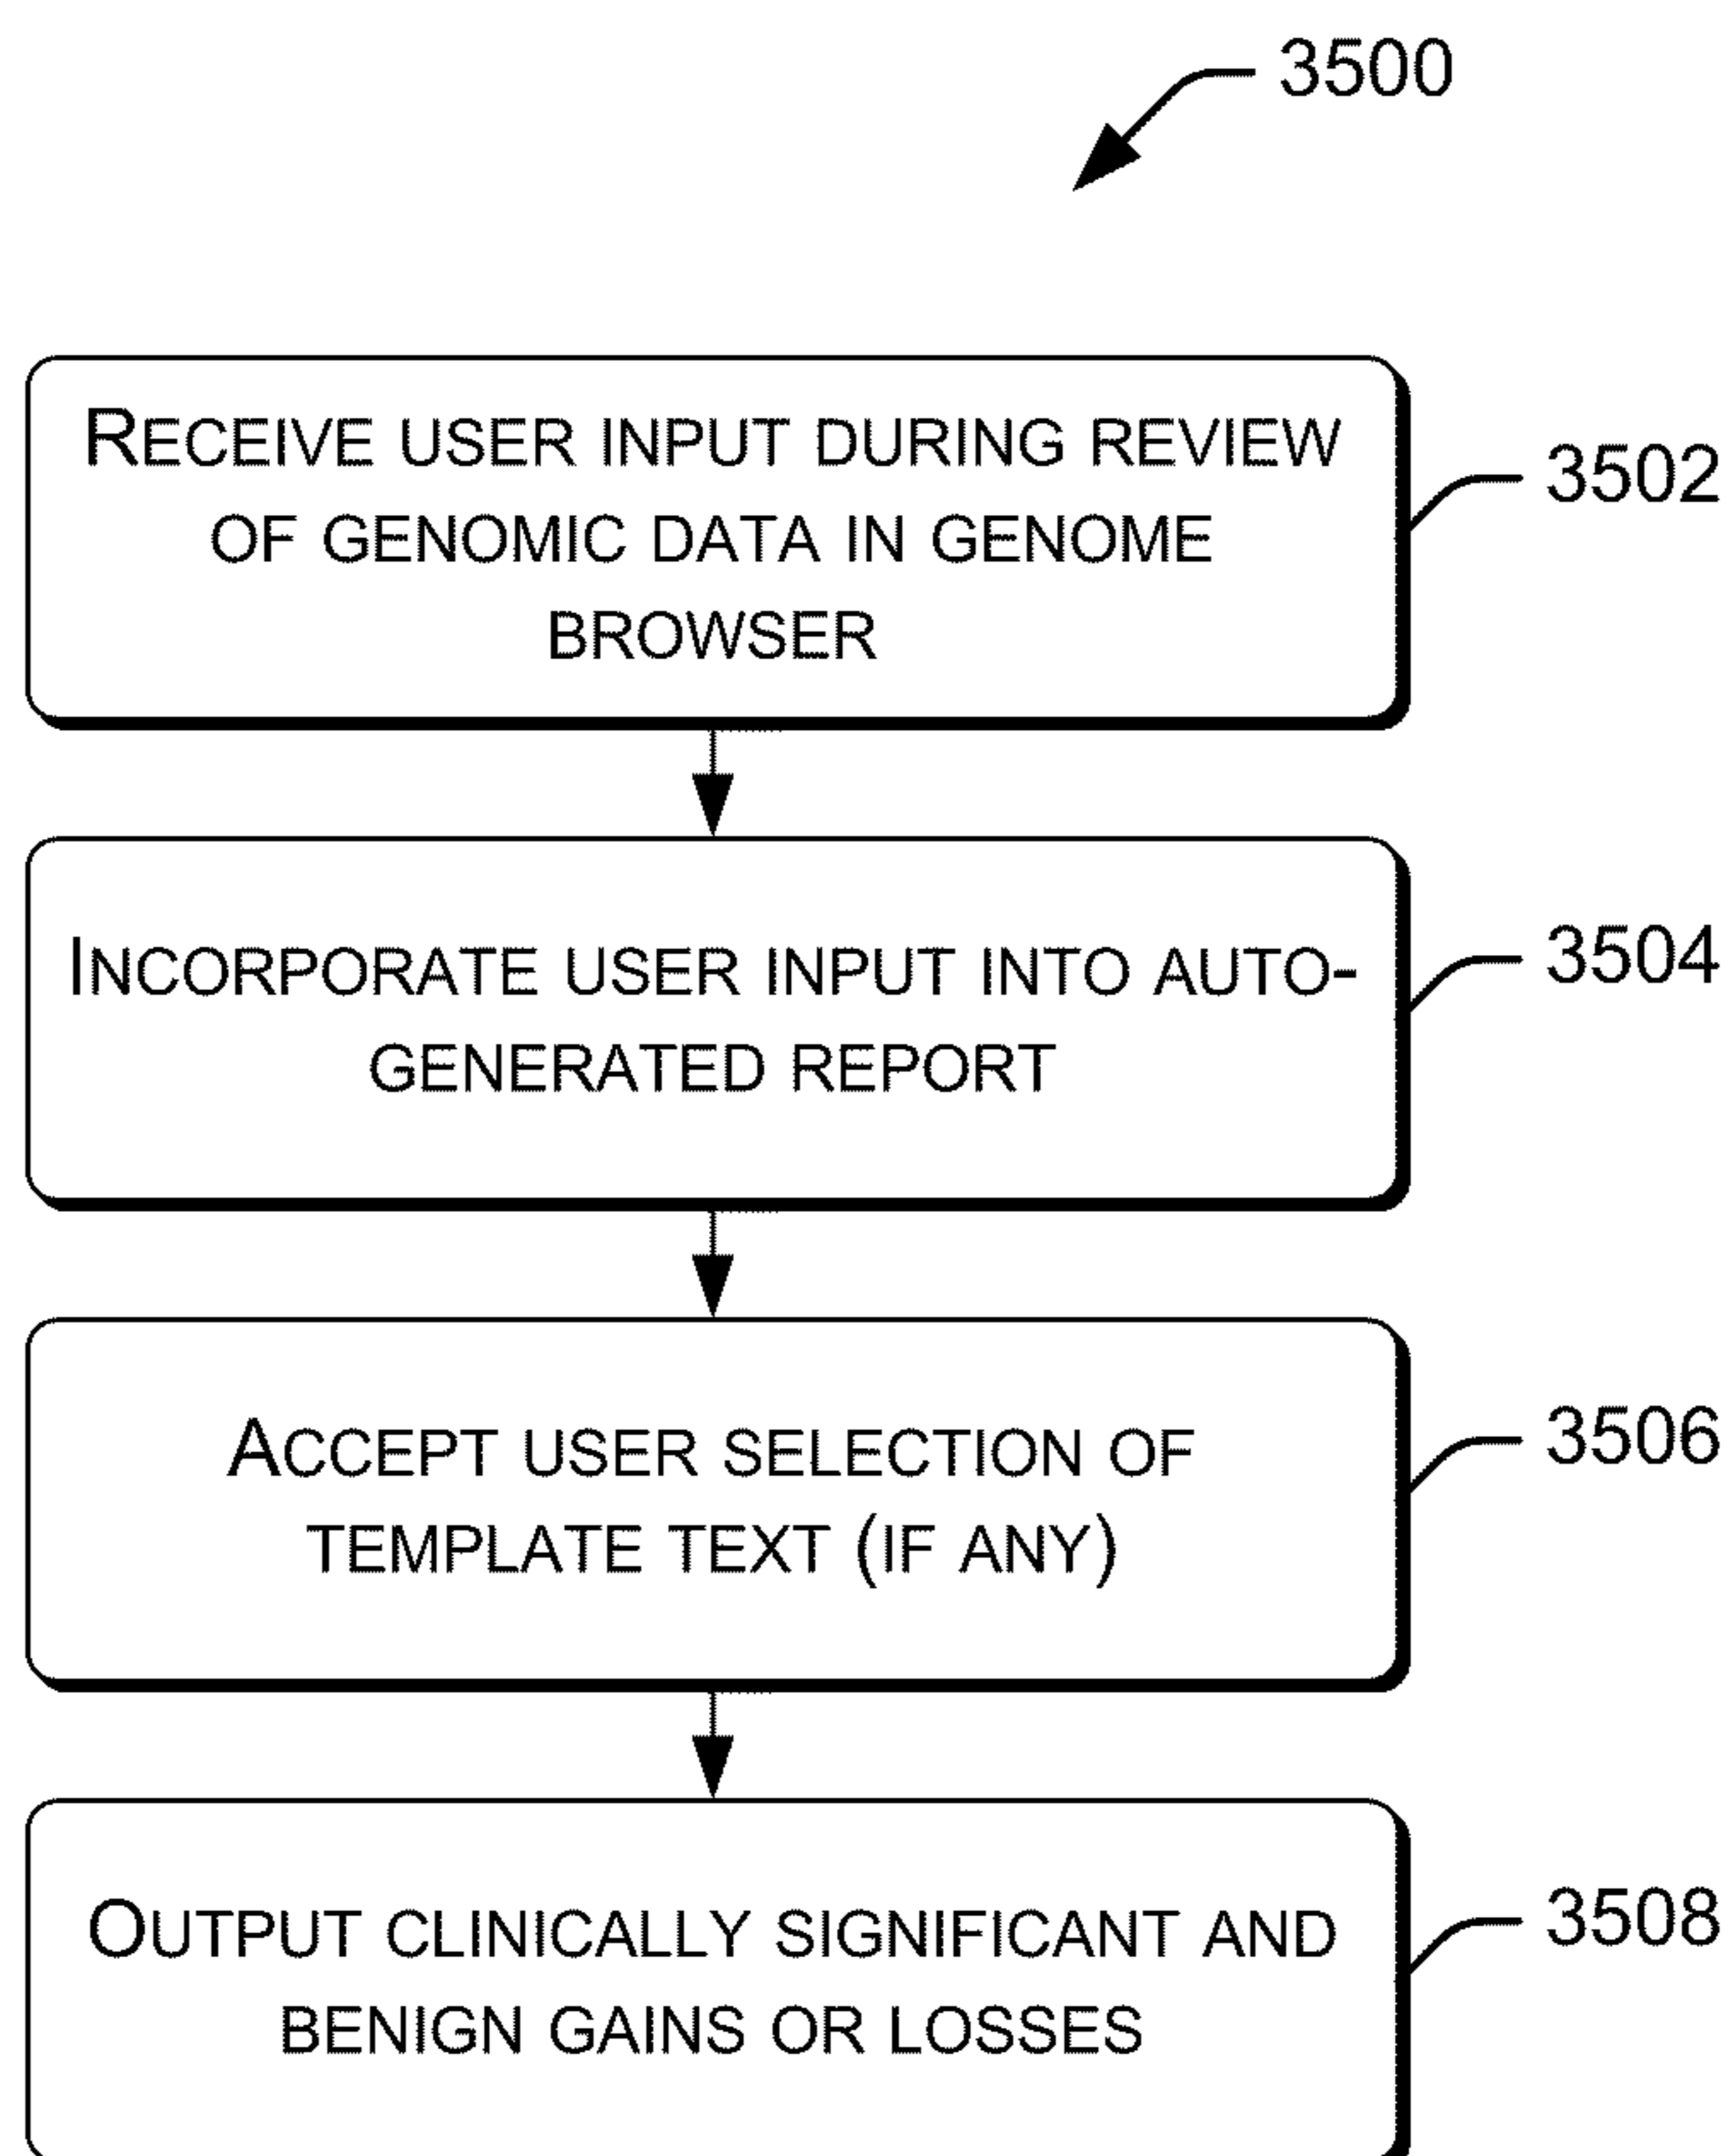 3500
RECEIVE USER INPUT DURING REVIEW
OF GENOMIC DATA IN GENOME
BROWSER
3502
INCORPORATE USER INPUT INTO AUTO-
GENERATED REPORT
3504
ACCEPT USER SELECTION OF
TEMPLATE TEXT (IF ANY)
3506
OUTPUT CLINICALLY SIGNIFICANT AND
BENIGN GAINS OR LOSSES
3508